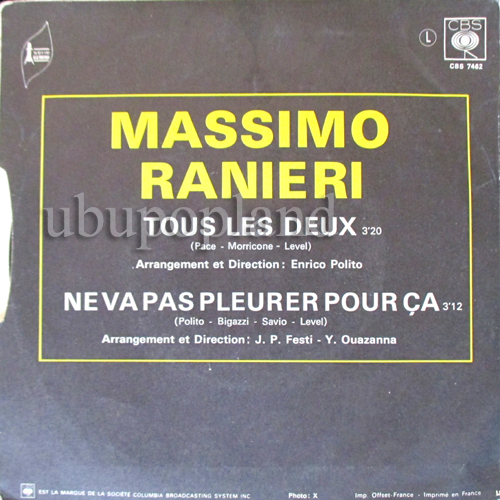 L
CBS
CBS 7462
MASSIMO
RANIERI
ubupopland
TOUS LES DEUX 3'20
(Pace - Morricone - Level)
Arrangement et Direction: Enrico Polito
NE VA PAS PLEURER POUR ÇA 3'12
(Polito - Bigazzi - Savio - Level)
Arrangement et Direction: J. P. Festi - Y. Ouazanna
EST LA MARQUE DE LA SOCIÉTÉ COLUMBIA BROADCASTING SYSTEM INC
Photo: X
Imp. Offset-France - Imprimé en France